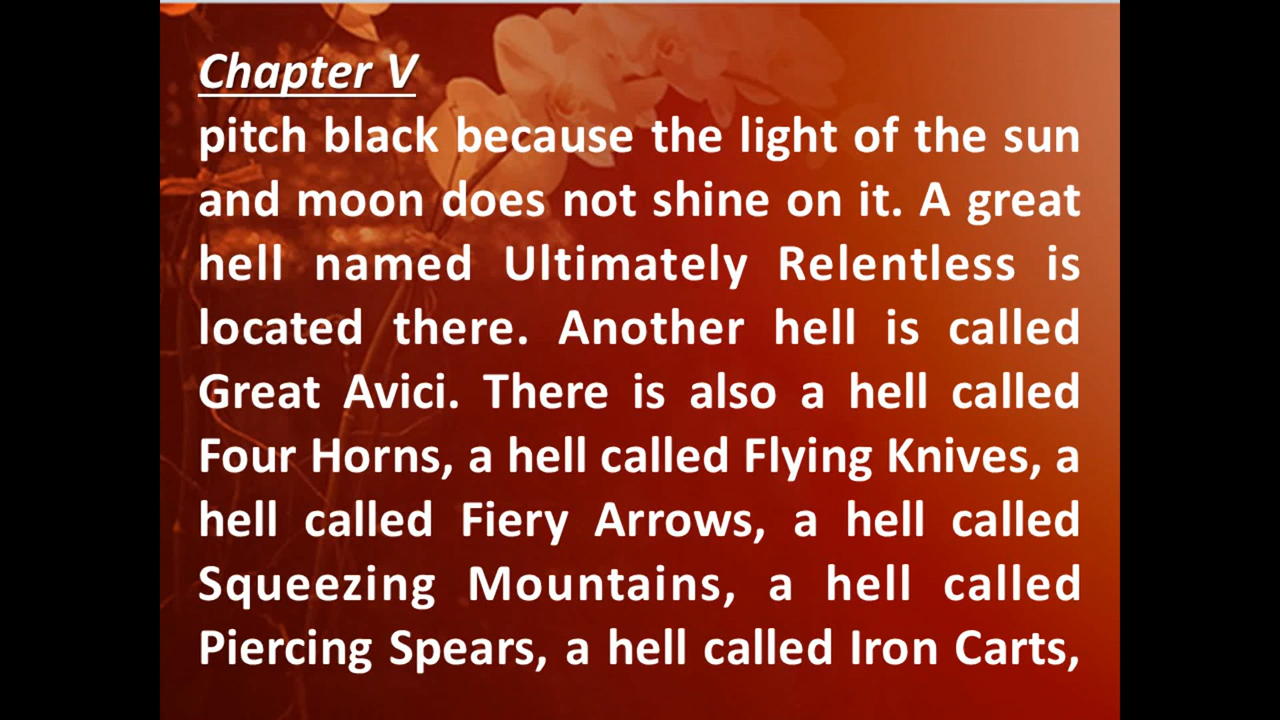 Chapter V
pitch black because the light of the sun
and moon does not shine on it. A great
hell named Ultimately Relentless is
located there. Another hell is called
Great Avici. There is also a hell called
Four Horns, a hell called Flying Knives, a
hell called Fiery Arrows, a hell called
Squeezing Mountains, a hell called
Piercing Spears, a hell called Iron Carts,